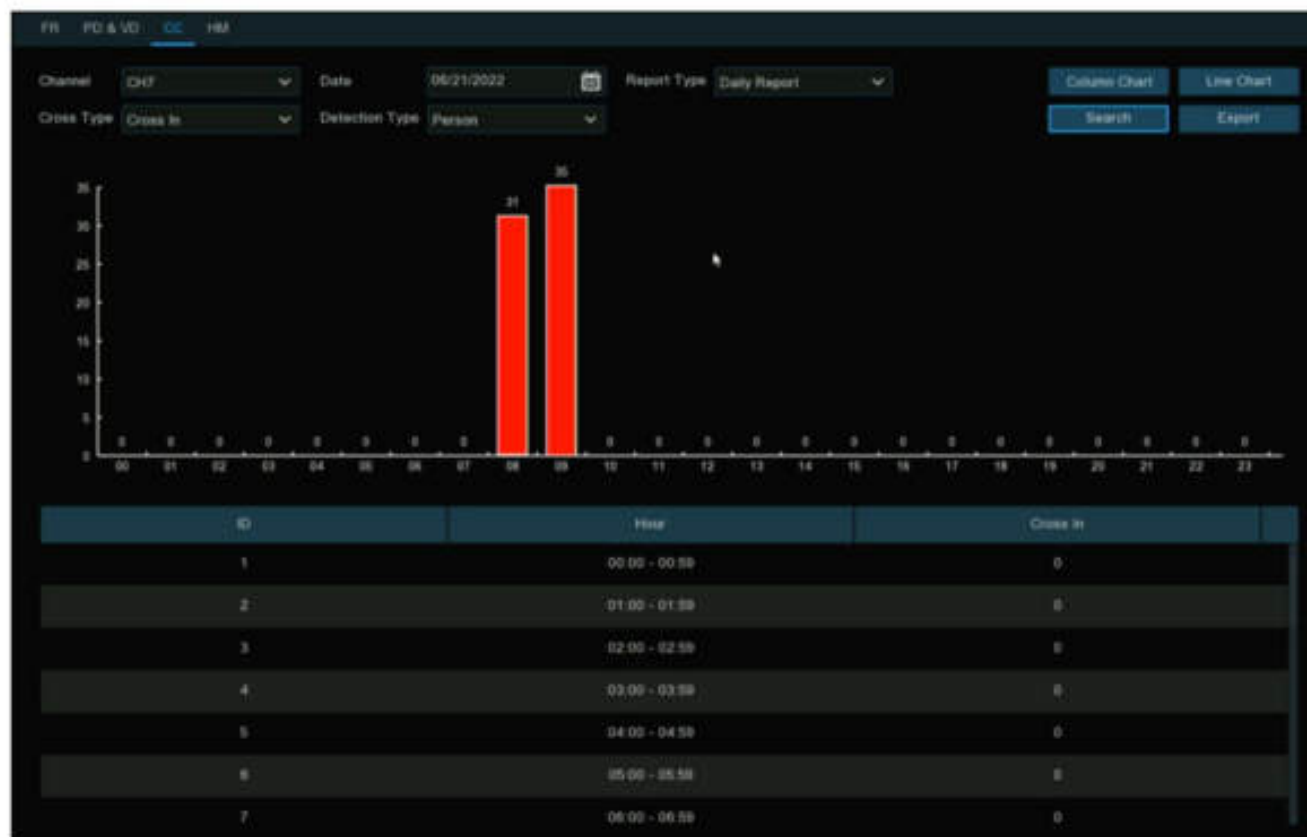 FR PD & VD CC HM
Channel CH7 Date 06/21/2022 Report Type Daily Report Column Chart Line Chart
Cross Type Cross In Detection Type Person Search Export
35
31
35
30
25
20
15
10
5
0
0 0 0 0 0 0 0 0 0 0 0 0 0 0 0 0 0 0 0 0 0 0
00 01 02 03 04 05 06 07 08 09 10 11 12 13 14 15 16 17 18 19 20 21 22 23
ID Hour Cross In
1 00:00 - 00:59 0
2 01:00 - 01:59 0
3 02:00 - 02:59 0
4 03:00 - 03:59 0
5 04:00 - 04:59 0
6 05:00 - 05:59 0
7 06:00 - 06:59 0